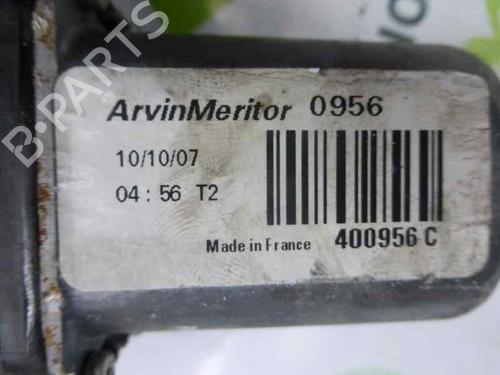 ArvinMeritor 0956
10/10/07
04 : 56 T2
Made in France 400956 C
B-PARTS